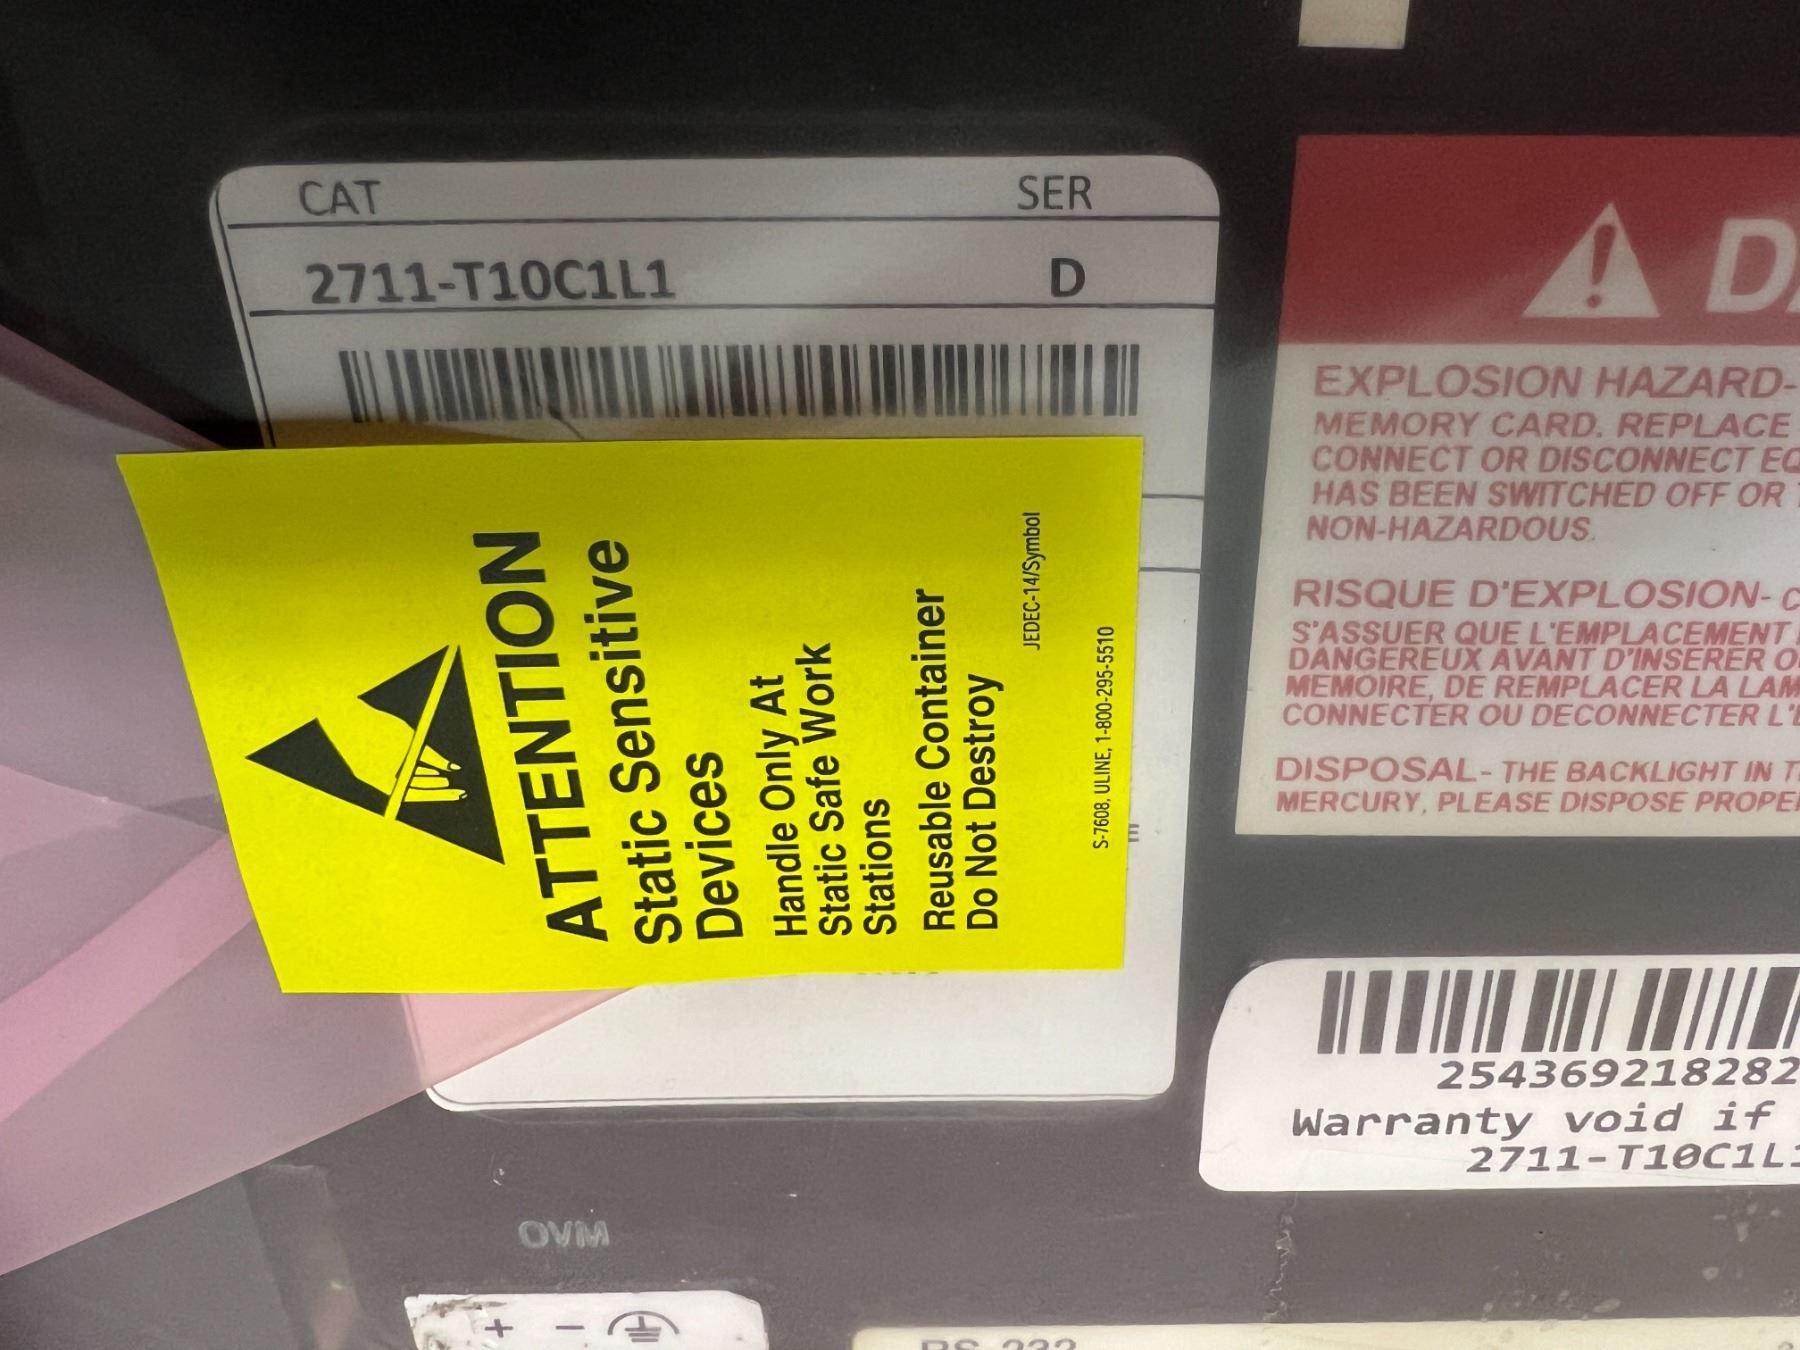 CAT SER
2711-T10C1L1 D
ATTENTION
Static Sensitive
Devices
Handle Only At
Static Safe Work
Stations
Reusable Container
Do Not Destroy
JEDEC-14/Symbol
S-7608, ULINE, 1-800-295-5510
EXPLOSION HAZARD-
MEMORY CARD. REPLACE
CONNECT OR DISCONNECT
HAS BEEN SWITCHED OFF OR
NON-HAZARDOUS.
RISQUE D'EXPLOSION-
S'ASSUER QUE L'EMPLACEMENT
DANGEREUX AVANT D'INSERER
MEMOIRE, DE REMPLACER LA
CONNECTER OU DECONNECTER
DISPOSAL- THE BACKLIGHT IN
MERCURY, PLEASE DISPOSE
254369218282
Warranty void if
2711-T10C1L1
OVM
+ -